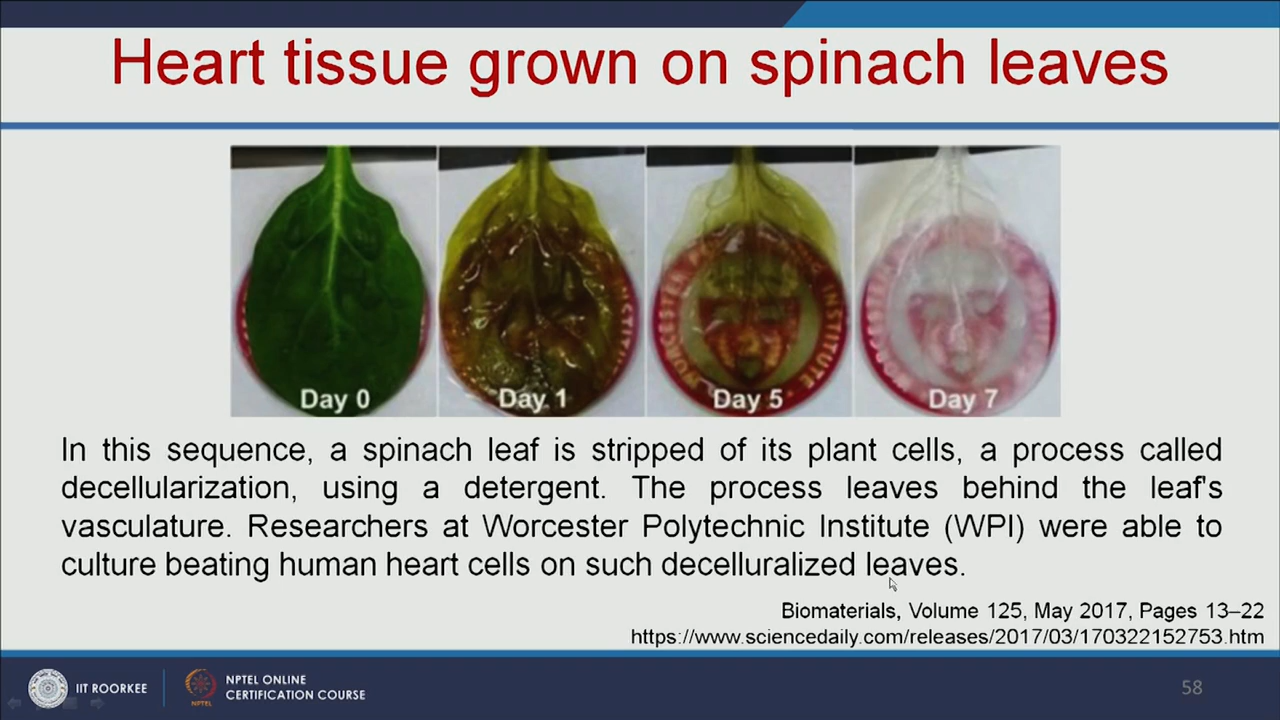 Heart tissue grown on spinach leaves
Day 0
Day 1
Day 5
Day 7
INSTITUTE
In this sequence, a spinach leaf is stripped of its plant cells, a process called
decellularization, using a detergent. The process leaves behind the leaf's
vasculature. Researchers at Worcester Polytechnic Institute (WPI) were able to
culture beating human heart cells on such decelluralized leaves.
Biomaterials, Volume 125, May 2017, Pages 13–22
https://www.sciencedaily.com/releases/2017/03/170322152753.htm
IIT ROORKEE
NPTEL
NPTEL ONLINE
CERTIFICATION COURSE
58